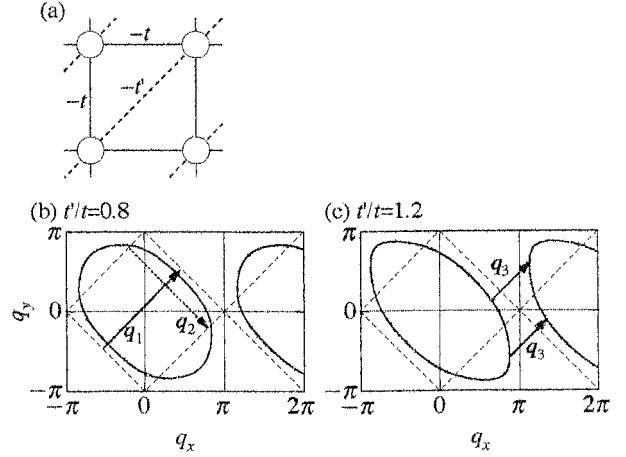 (a)
−t
−t
−t'
(b) t'/t=0.8
π
0
−π
q_y
q_1
q_2
−π
0
π
2π
q_x
(c) t'/t=1.2
π
0
−π
q_3
q_3
−π
0
π
2π
q_x